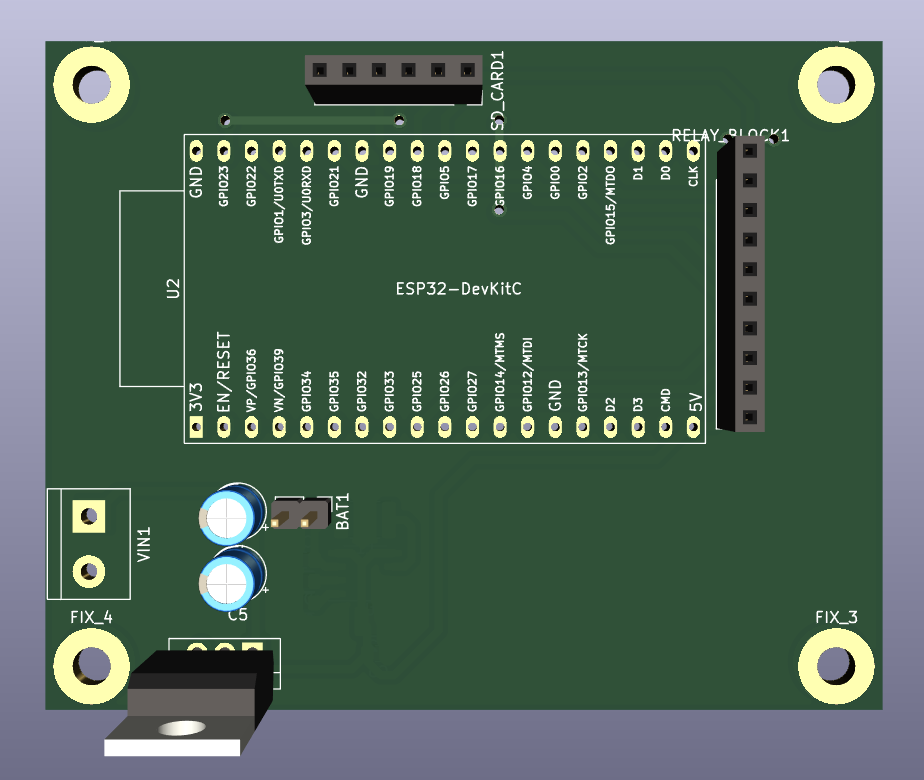 SD_CARD1
RELAY_BLOCK1
GND
GPIO23
GPIO22
GPIO1/U0TXD
GPIO3/U0RXD
GPIO21
GND
GPIO19
GPIO18
GPIO5
GPIO17
GPIO16
GPIO4
GPIO0
GPIO2
GPIO15/MTDO
D1
D0
CLK
U2
ESP32-DevKitC
3V3
EN/RESET
VP/GPIO36
VN/GPIO39
GPIO34
GPIO35
GPIO32
GPIO33
GPIO25
GPIO26
GPIO27
GPIO14/MTMS
GPIO12/MTDI
GND
GPIO13/MTCK
D2
D3
CMD
5V
VIN1
+
BAT1
+
C5
FIX_4
FIX_3